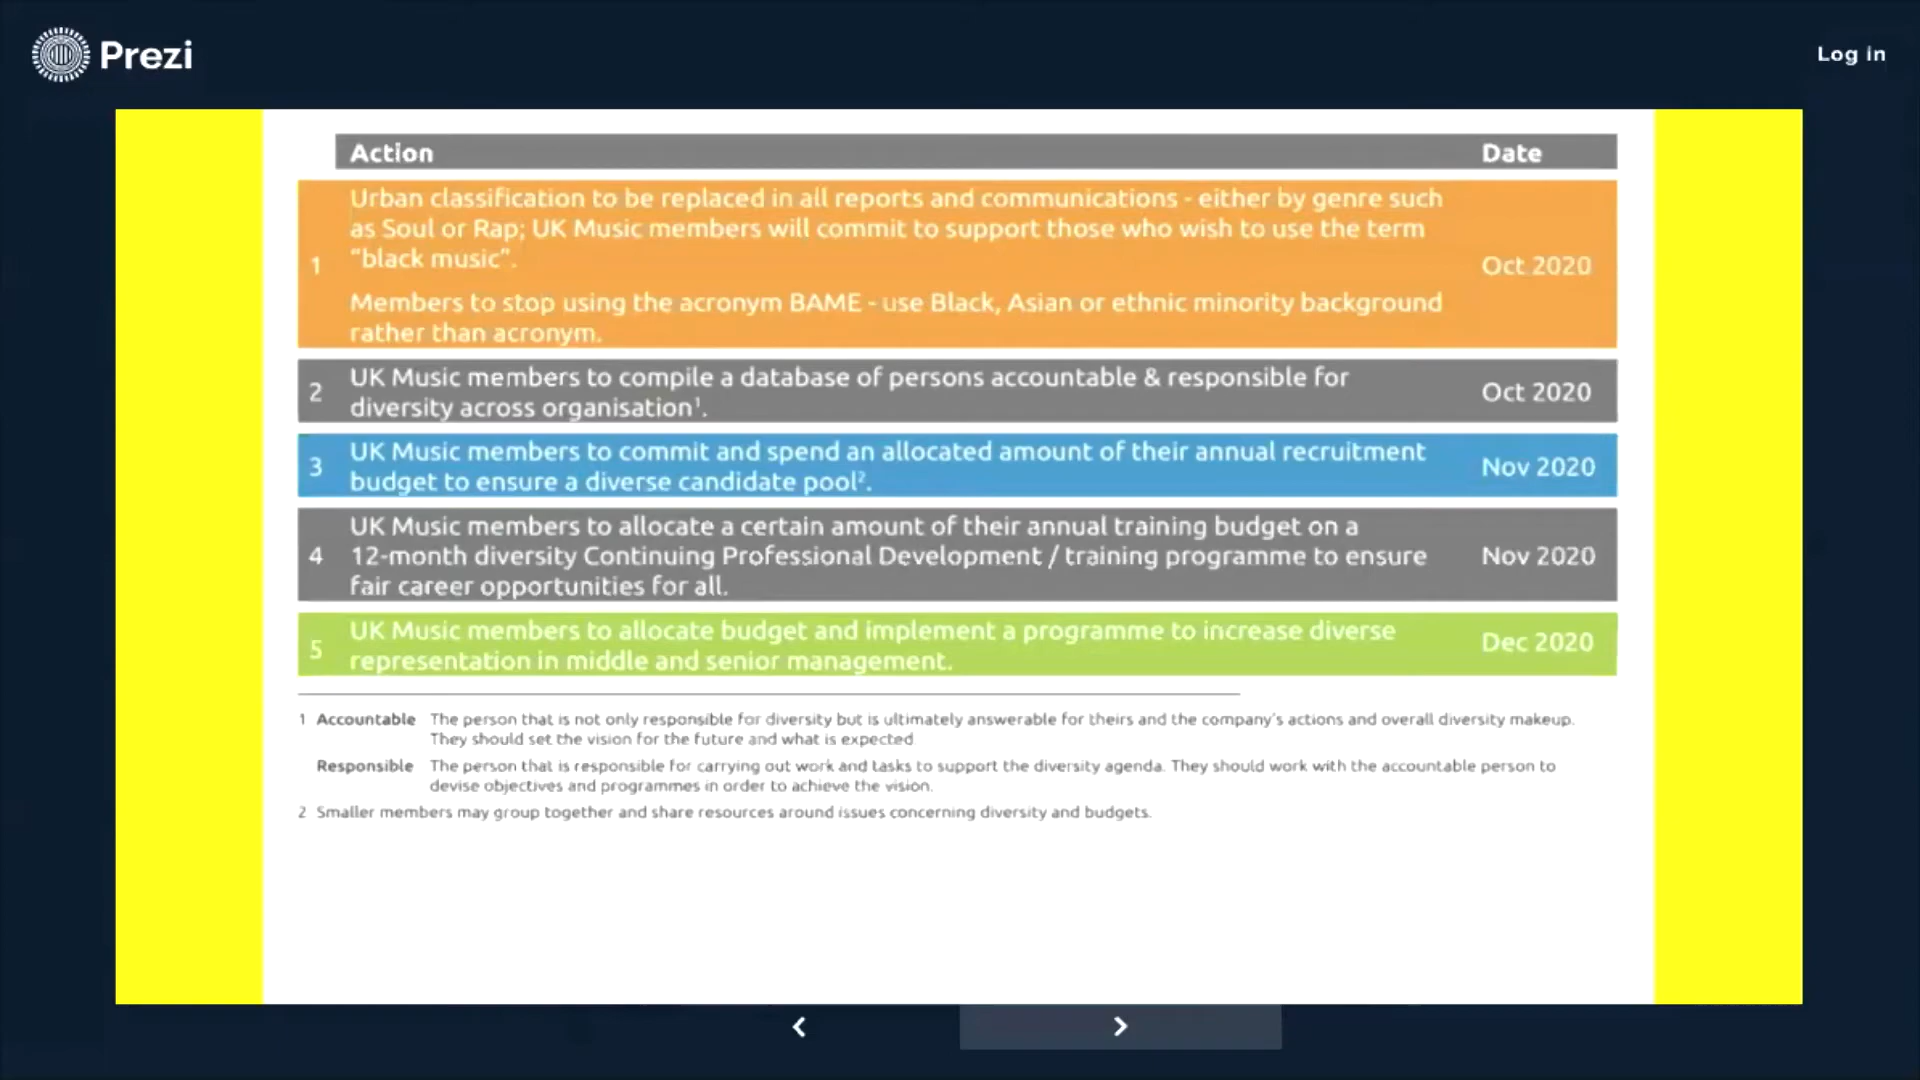 Prezi
Log in
Action Date
Urban classification to be replaced in all reports and communications - either by genre such
as Soul or Rap; UK Music members will commit to support those who wish to use the term
“black music”.
1 Oct 2020
Members to stop using the acronym BAME - use Black, Asian or ethnic minority background
rather than acronym.
2 UK Music members to compile a database of persons accountable & responsible for
diversity across organisation¹. Oct 2020
3 UK Music members to commit and spend an allocated amount of their annual recruitment
budget to ensure a diverse candidate pool². Nov 2020
UK Music members to allocate a certain amount of their annual training budget on a
4 12-month diversity Continuing Professional Development / training programme to ensure Nov 2020
fair career opportunities for all.
5 UK Music members to allocate budget and implement a programme to increase diverse
representation in middle and senior management. Dec 2020
1 Accountable The person that is not only responsible for diversity but is ultimately answerable for theirs and the company's actions and overall diversity makeup.
They should set the vision for the future and what is expected
Responsible The person that is responsible for carrying out work and tasks to support the diversity agenda. They should work with the accountable person to
devise objectives and programmes in order to achieve the vision.
2 Smaller members may group together and share resources around issues concerning diversity and budgets.